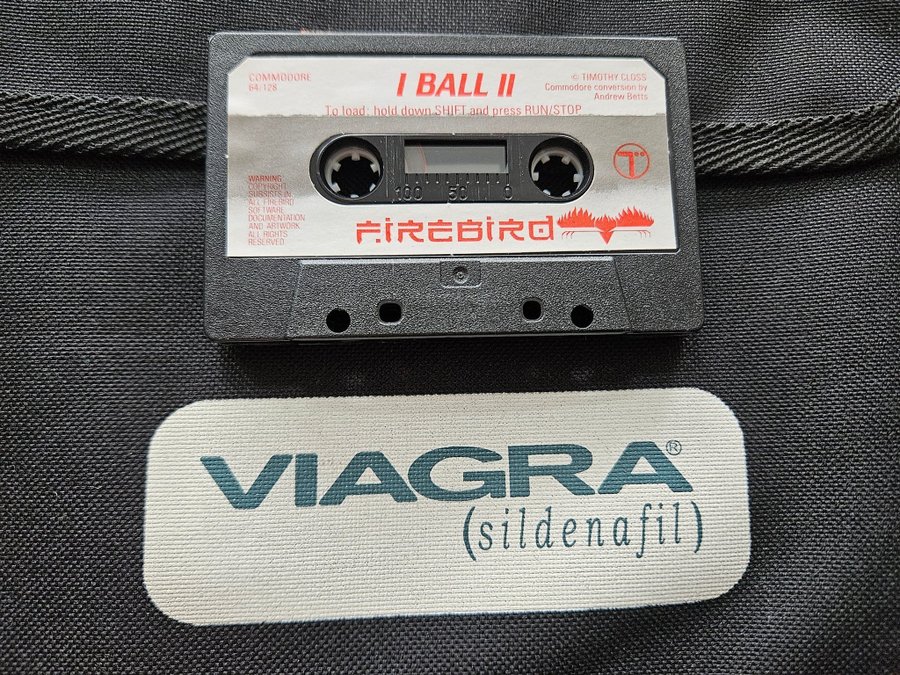 COMMODORE
64/128
I BALL II
© TIMOTHY CLOSS
Commodore conversion by
Andrew Betts
To load: hold down SHIFT and press RUN/STOP
100 50 0
WARNING
COPYRIGHT
SUBSISTS IN
ALL FIREBIRD
SOFTWARE
DOCUMENTATION
AND ARTWORK
ALL RIGHTS
RESERVED
FIREBIRD
VIAGRA®
(sildenafil)